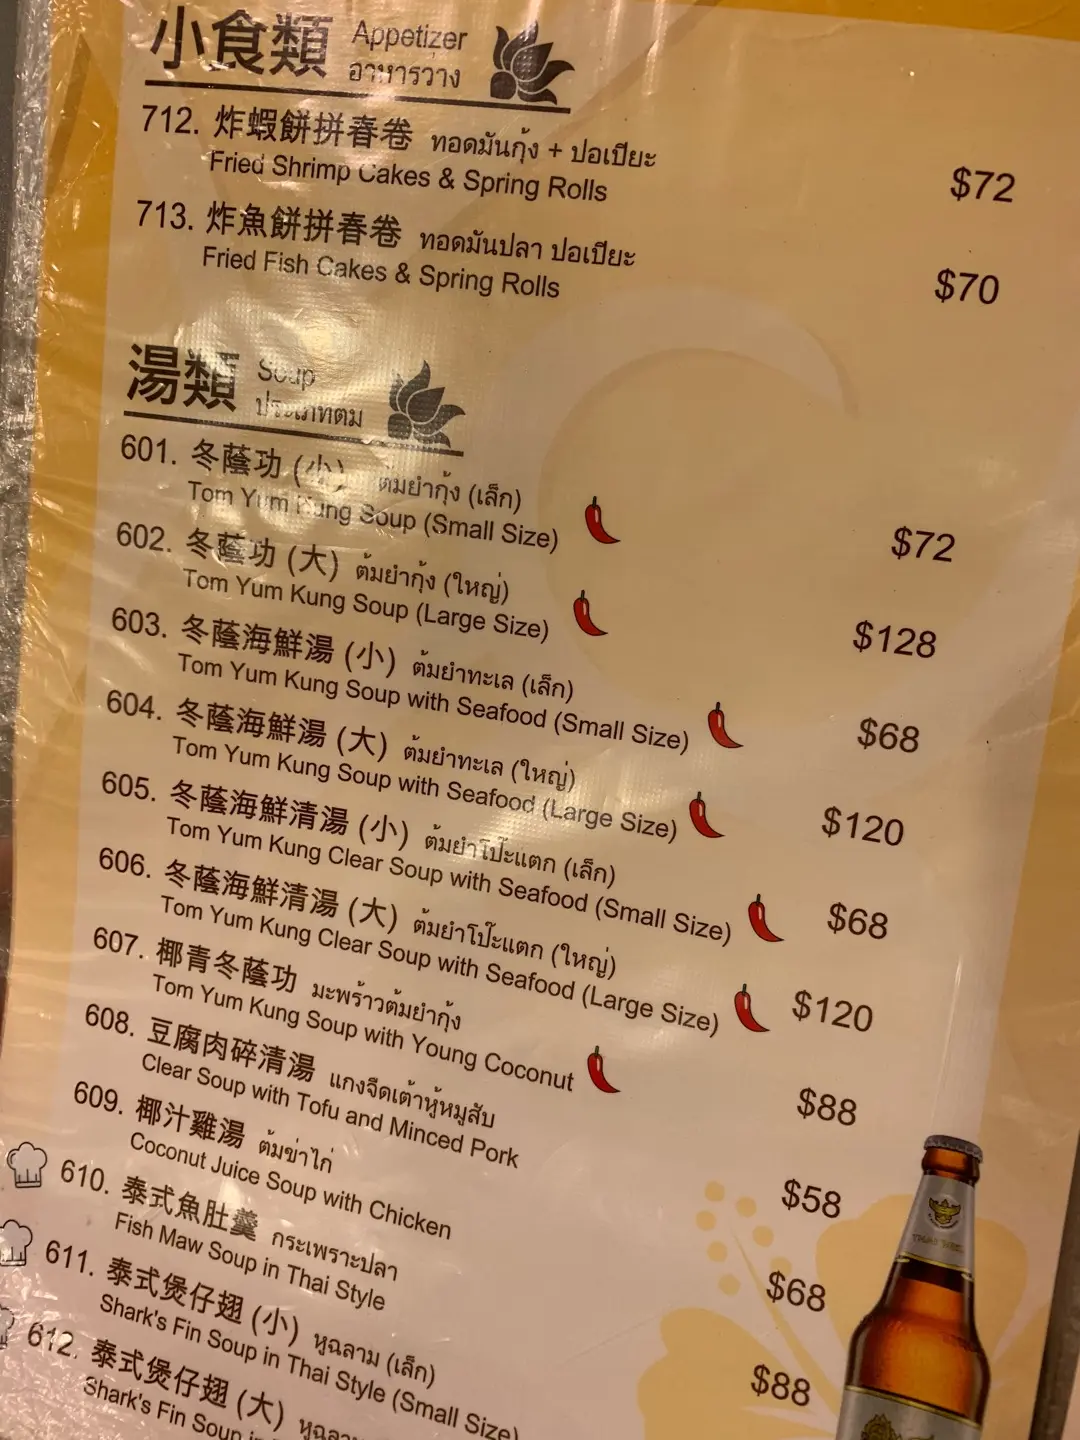 小食類 Appetizer
อาหารว่าง
712. 炸蝦餅拼春卷 ทอดมันกุ้ง + ปอเปียะ
Fried Shrimp Cakes & Spring Rolls
$72
713. 炸魚餅拼春卷 ทอดมันปลา ปอเปียะ
Fried Fish Cakes & Spring Rolls
$70
湯類 Soup
ประเภทตม
601. 冬蔭功 (小) ต้มยำกุ้ง (เล็ก)
Tom Yum Kung Soup (Small Size)
$72
602. 冬蔭功 (大) ต้มยำกุ้ง (ใหญ่)
Tom Yum Kung Soup (Large Size)
$128
603. 冬蔭海鮮湯 (小) ต้มยำทะเล (เล็ก)
Tom Yum Kung Soup with Seafood (Small Size)
$68
604. 冬蔭海鮮湯 (大) ต้มยำทะเล (ใหญ่)
Tom Yum Kung Soup with Seafood (Large Size)
$120
605. 冬蔭海鮮清湯 (小) ต้มยำโป๊ะแตก (เล็ก)
Tom Yum Kung Clear Soup with Seafood (Small Size)
$68
606. 冬蔭海鮮清湯 (大) ต้มยำโป๊ะแตก (ใหญ่)
Tom Yum Kung Clear Soup with Seafood (Large Size)
$120
607. 椰青冬蔭功 มะพร้าวต้มยำกุ้ง
Tom Yum Kung Soup with Young Coconut
$88
608. 豆腐肉碎清湯 แกงจืดเต้าหู้หมูสับ
Clear Soup with Tofu and Minced Pork
$58
609. 椰汁雞湯 ต้มข่าไก่
Coconut Juice Soup with Chicken
$68
610. 泰式魚肚羹 กระเพราะปลา
Fish Maw Soup in Thai Style
$88
611. 泰式煲仔翅 (小) หูฉลาม (เล็ก)
Shark's Fin Soup in Thai Style (Small Size)
612. 泰式煲仔翅 (大)
Shark's Fin Soup